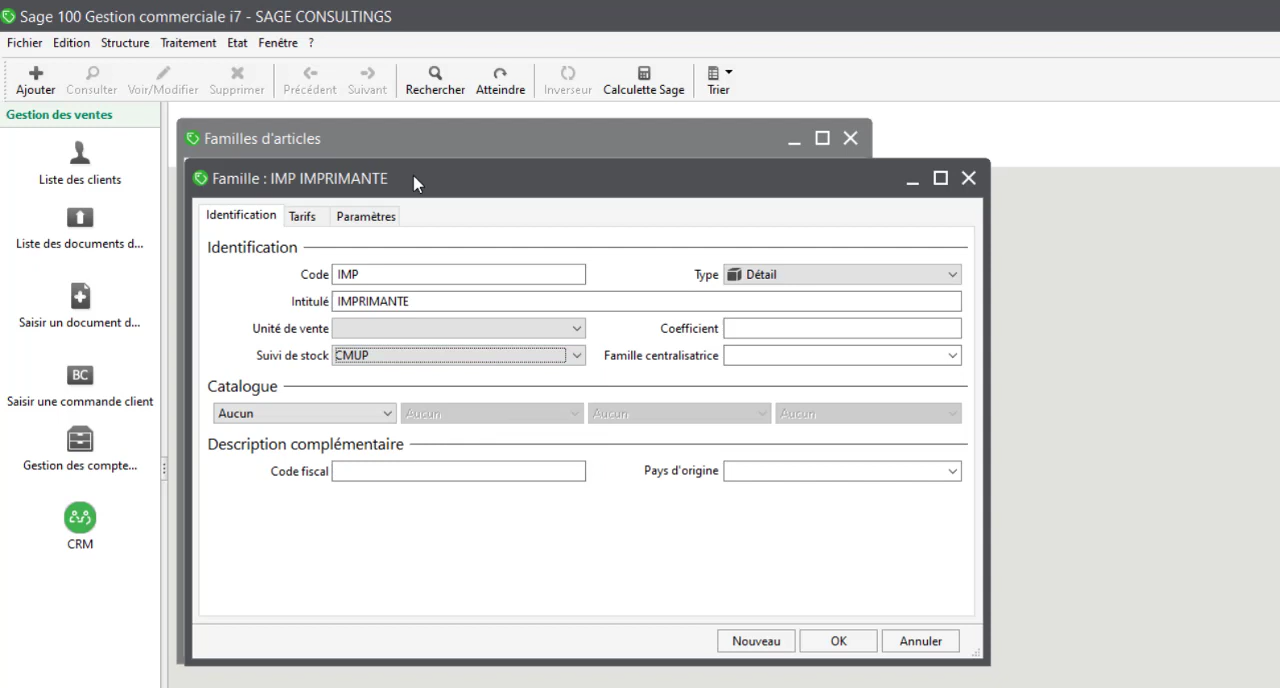 Sage 100 Gestion commerciale i7 - SAGE CONSULTINGS
Fichier Edition Structure Traitement Etat Fenêtre ?
Ajouter Consulter Voir/Modifier Supprimer Précédent Suivant Rechercher Atteindre Inverseur Calculette Sage Trier
Gestion des ventes
Liste des clients
Liste des documents d...
Saisir un document d...
BC
Saisir une commande client
Gestion des compte...
CRM
Familles d'articles
Famille : IMP IMPRIMANTE
Identification Tarifs Paramètres
Identification
Code IMP Type Détail
Intitulé IMPRIMANTE
Unité de vente Coefficient
Suivi de stock CMUP Famille centralisatrice
Catalogue
Aucun Aucun Aucun Aucun
Description complémentaire
Code fiscal Pays d'origine
Nouveau OK Annuler